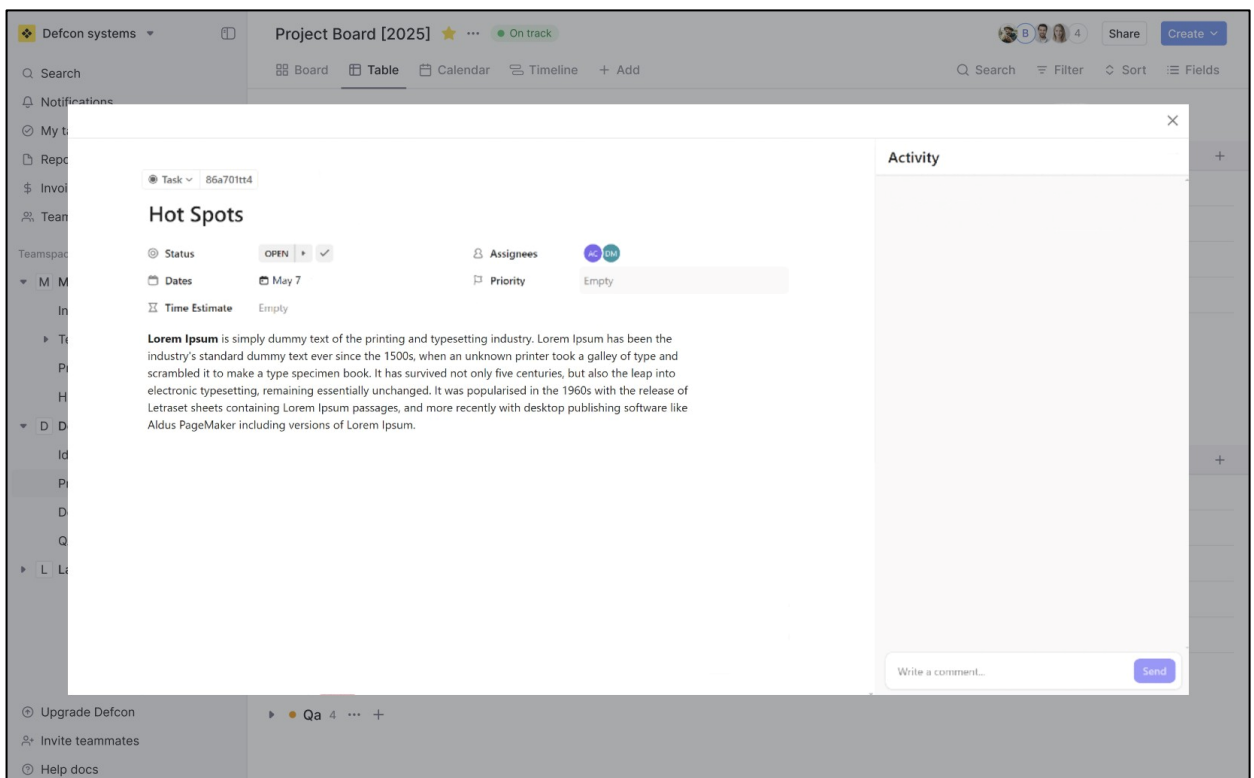 Defcon systems
Project Board [2025]
On track
B
4
Share
Create
Search
Board
Table
Calendar
Timeline
+ Add
Search
Filter
Sort
Fields
Notifications
My
Activity
Task
86a701tt4
Hot Spots
Status
OPEN
Assignees
AC
DM
Dates
May 7
Priority
Empty
Time Estimate
Empty
Lorem Ipsum is simply dummy text of the printing and typesetting industry. Lorem Ipsum has been the
industry's standard dummy text ever since the 1500s, when an unknown printer took a galley of type and
scrambled it to make a type specimen book. It has survived not only five centuries, but also the leap into
electronic typesetting, remaining essentially unchanged. It was popularised in the 1960s with the release of
Letraset sheets containing Lorem Ipsum passages, and more recently with desktop publishing software like
Aldus PageMaker including versions of Lorem Ipsum.
M
D
L
Write a comment...
Send
Upgrade Defcon
Qa 4 ... +
Invite teammates
Help docs